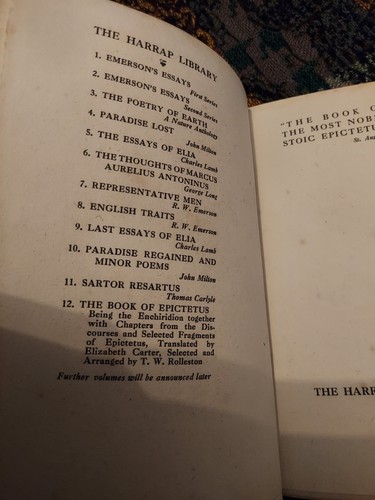 THE HARRAP LIBRARY
1. EMERSON'S ESSAYS
First Series
2. EMERSON'S ESSAYS
Second Series
3. THE POETRY OF EARTH
A Nature Anthology
4. PARADISE LOST
John Milton
5. THE ESSAYS OF ELIA
Charles Lamb
6. THE THOUGHTS OF MARCUS
AURELIUS ANTONINUS
George Long
7. REPRESENTATIVE MEN
R. W. Emerson
8. ENGLISH TRAITS
R. W. Emerson
9. LAST ESSAYS OF ELIA
Charles Lamb
10. PARADISE REGAINED AND
MINOR POEMS
John Milton
11. SARTOR RESARTUS
Thomas Carlyle
12. THE BOOK OF EPICTETUS
Being the Enchiridion together
with Chapters from the Dis-
courses and Selected Fragments
of Epictetus, Translated by
Elizabeth Carter, Selected and
Arranged by T. W. Rolleston
Further volumes will be announced later
"THE BOOK O
THE MOST NOB
STOIC EPICTET
St. Au
THE HAR